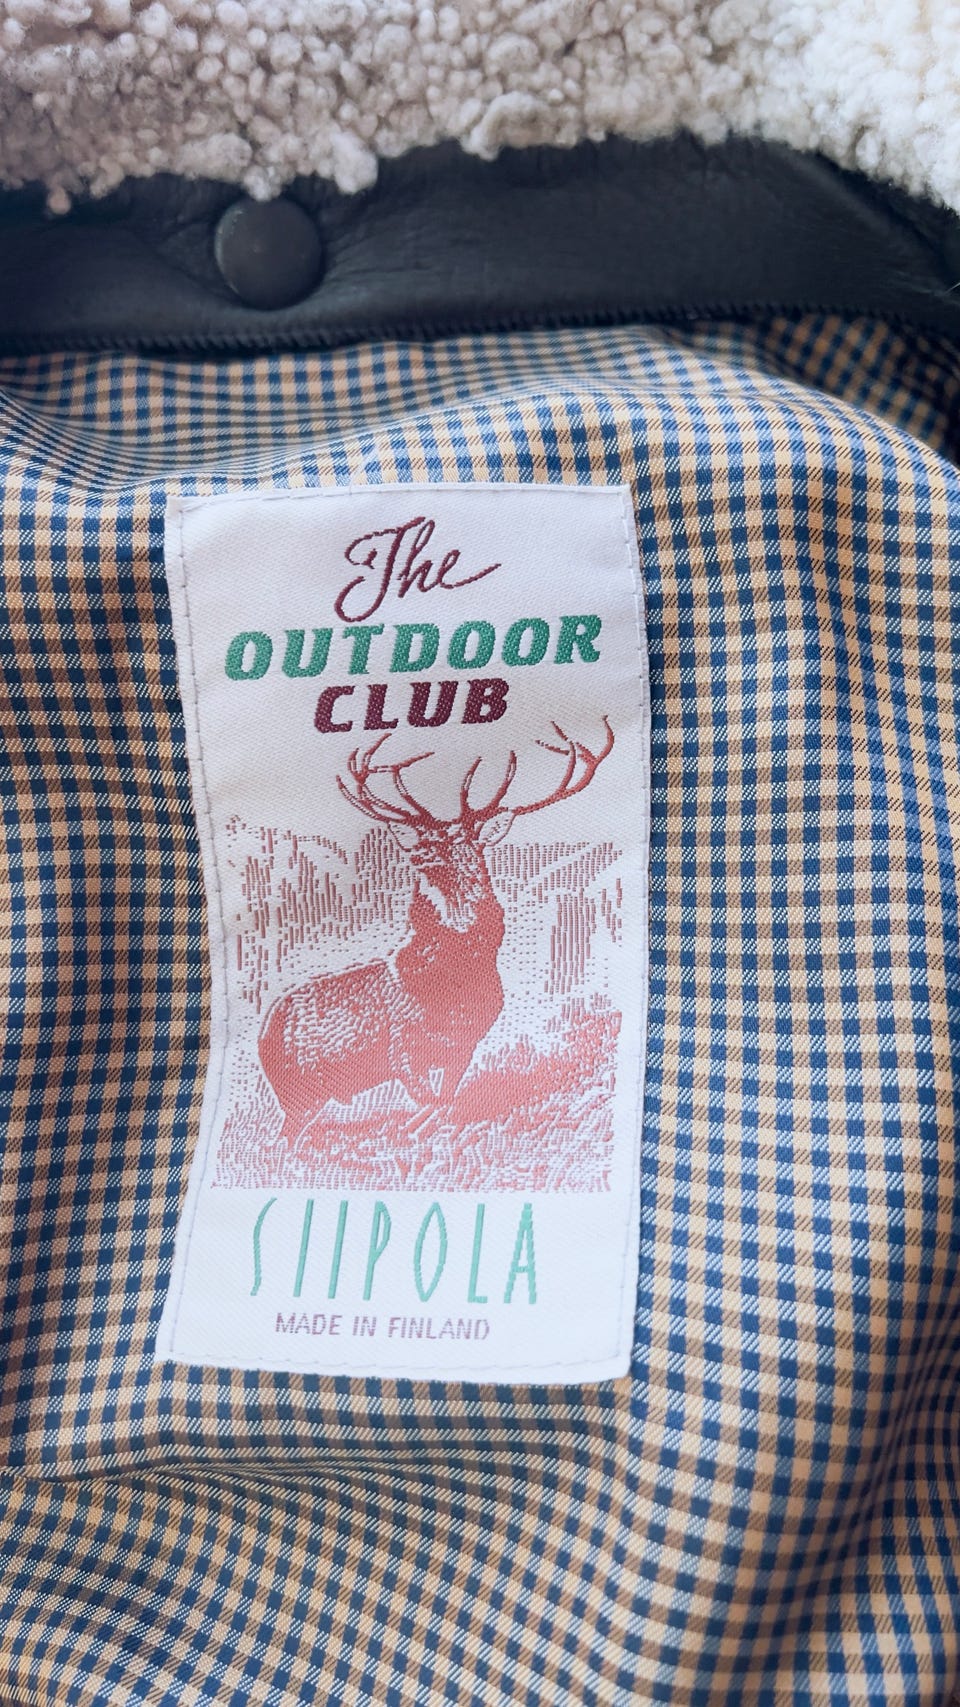 The
OUTDOOR
CLUB
SIIPOLA
MADE IN FINLAND